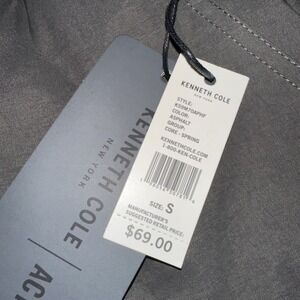 KENNETH COLE
NEW YORK
STYLE:
COLOR:
ASPHALT
GROUP:
CORE - SPRING
KENNETHCOLE.COM
1-800-KEN-COLE
SIZE: S
MANUFACTURER'S
SUGGESTED RETAIL PRICE:
$69.00
KENNETH COLE
NEW YORK